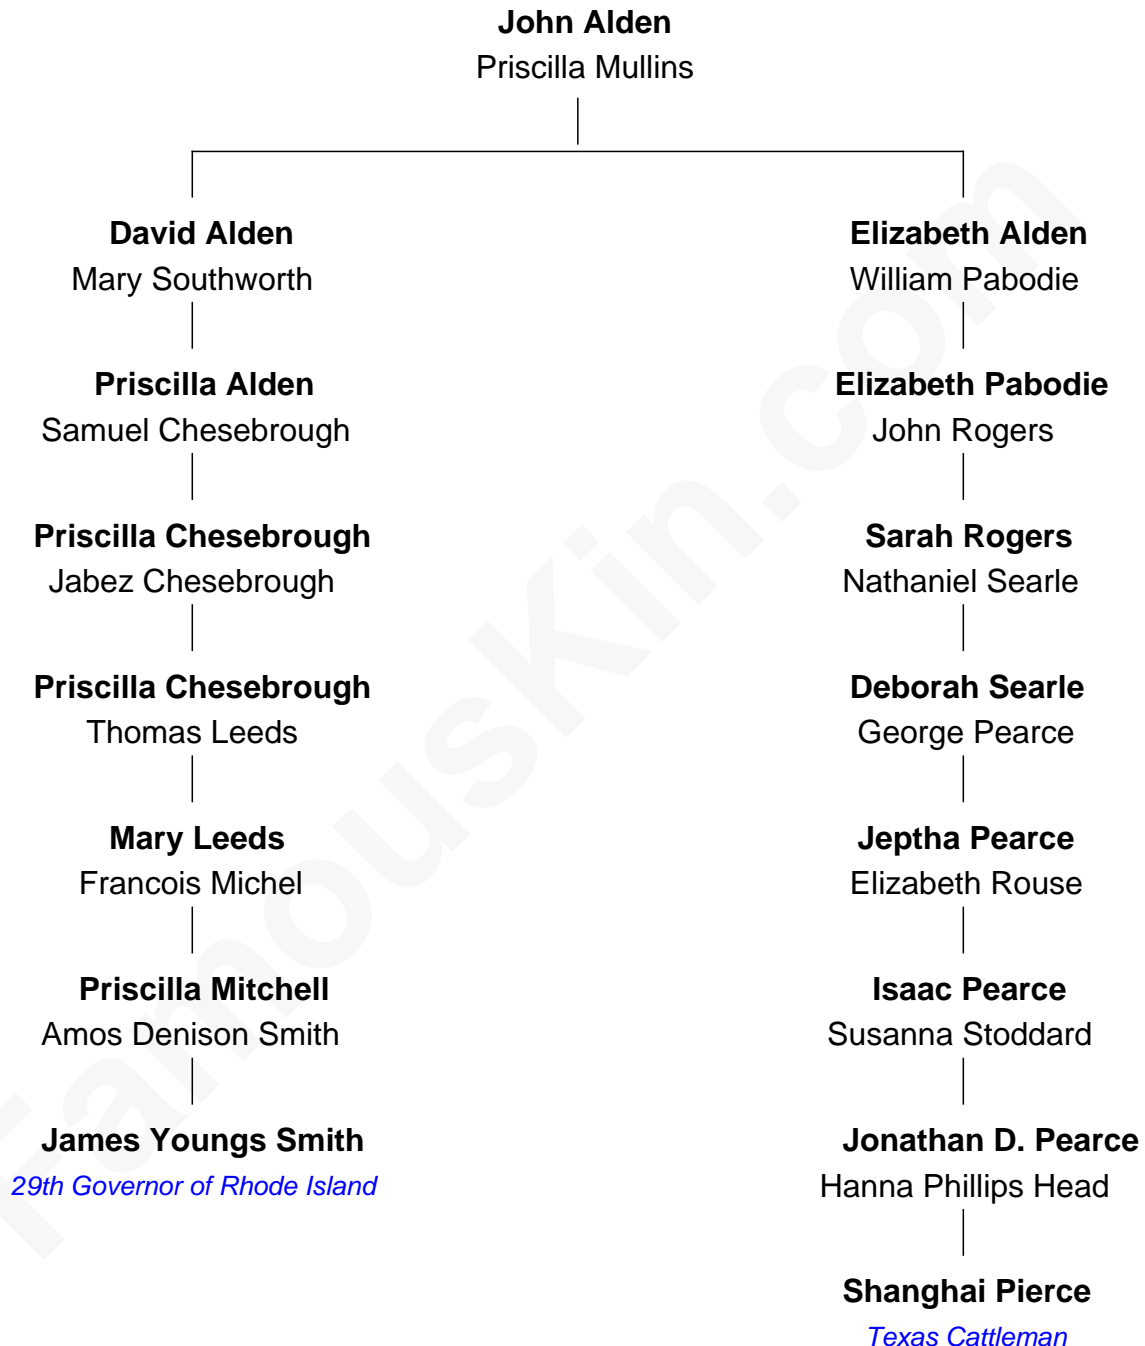 John Alden
Priscilla Mullins
David Alden
Mary Southworth
Elizabeth Alden
William Pabodie
Priscilla Alden
Samuel Chesebrough
Elizabeth Pabodie
John Rogers
Priscilla Chesebrough
Jabez Chesebrough
Sarah Rogers
Nathaniel Searle
Priscilla Chesebrough
Thomas Leeds
Deborah Searle
George Pearce
Mary Leeds
Francois Michel
Jeptha Pearce
Elizabeth Rouse
Priscilla Mitchell
Amos Denison Smith
Isaac Pearce
Susanna Stoddard
James Youngs Smith
29th Governor of Rhode Island
Jonathan D. Pearce
Hanna Phillips Head
Shanghai Pierce
Texas Cattleman
FamousKin.com